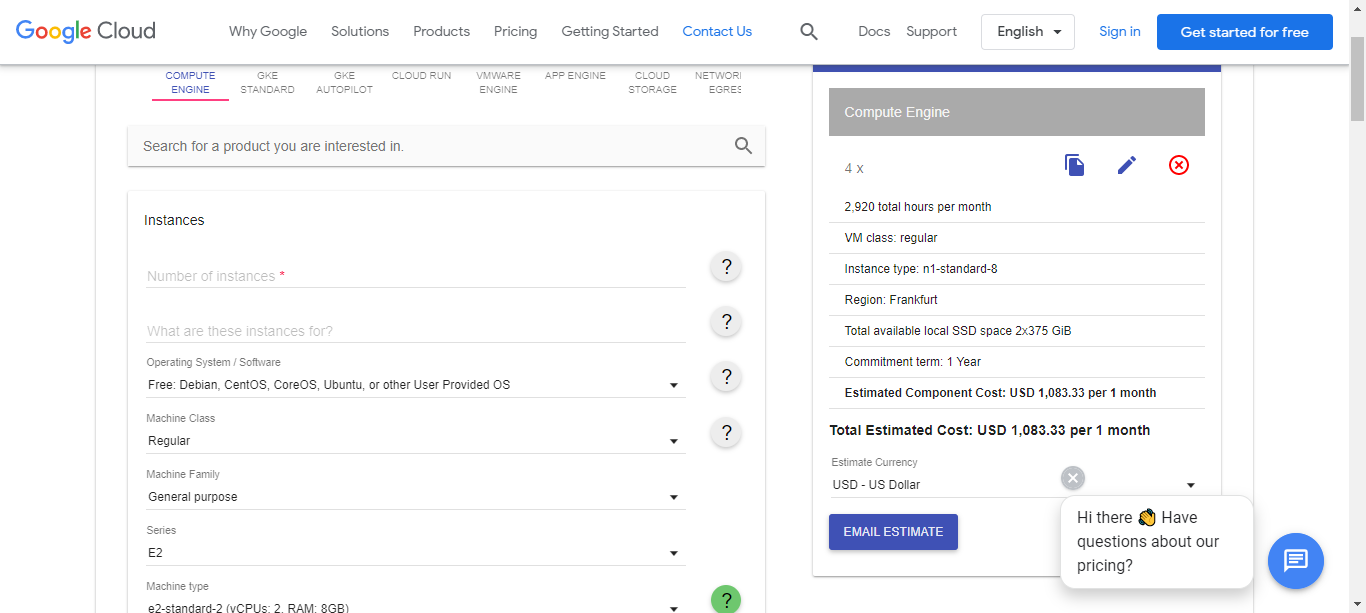 Google Cloud
Why Google
Solutions
Products
Pricing
Getting Started
Contact Us
Docs
Support
English
Sign in
Get started for free
COMPUTE
ENGINE
GKE
STANDARD
GKE
AUTOPILOT
CLOUD RUN
VMWARE
ENGINE
APP ENGINE
CLOUD
STORAGE
EGRES
Search for a product you are interested in.
Instances
Number of instances *
?
What are these instances for?
?
Operating System / Software
Free: Debian, CentOS, CoreOS, Ubuntu, or other User Provided OS
?
Machine Class
Regular
?
Machine Family
General purpose
Series
E2
Machine type
e2-standard-2 (vCPUs: 2, RAM: 8GB)
?
Compute Engine
4 x
2,920 total hours per month
VM class: regular
Instance type: n1-standard-8
Region: Frankfurt
Total available local SSD space 2x375 GiB
Commitment term: 1 Year
Estimated Component Cost: USD 1,083.33 per 1 month
Total Estimated Cost: USD 1,083.33 per 1 month
Estimate Currency
USD - US Dollar
EMAIL ESTIMATE
Hi there 👋 Have
questions about our
pricing?